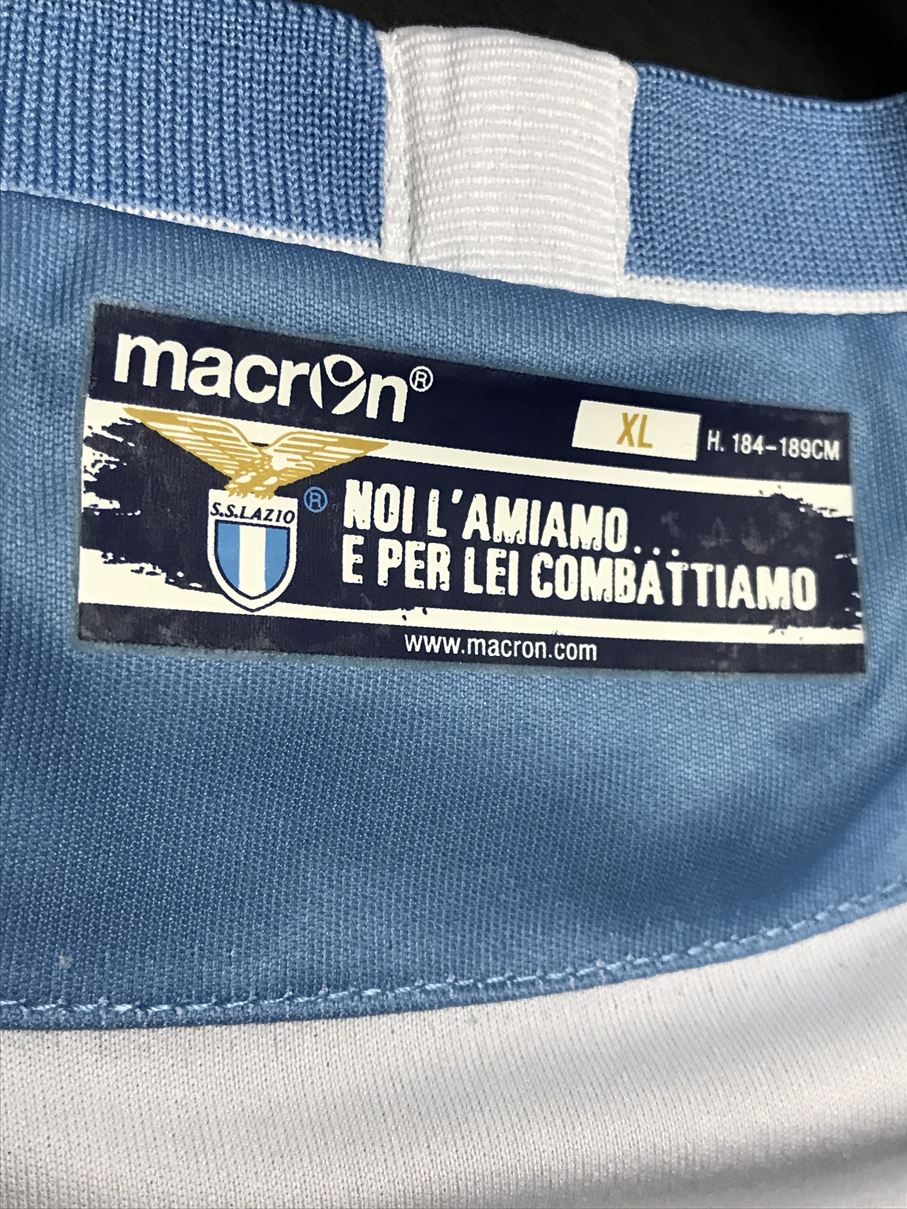 macron®
XL
H. 184-189CM
S.S.LAZIO
®
NOI L'AMIAMO...
E PER LEI COMBATTIAMO
www.macron.com